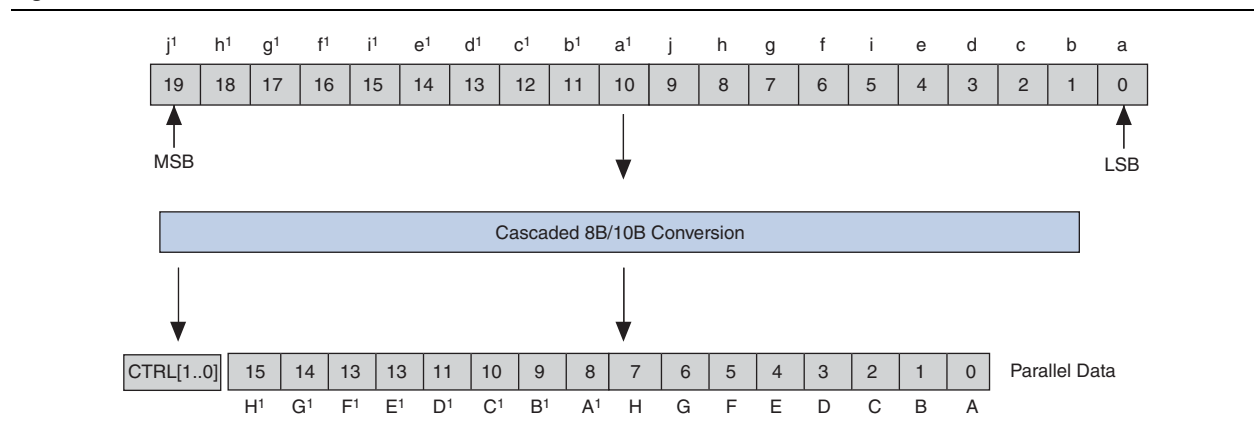 j¹ h¹ g¹ f¹ i¹ e¹ d¹ c¹ b¹ a¹ j h g f i e d c b a
19 18 17 16 15 14 13 12 11 10 9 8 7 6 5 4 3 2 1 0
MSB LSB
Cascaded 8B/10B Conversion
CTRL[1..0] 15 14 13 13 11 10 9 8 7 6 5 4 3 2 1 0 Parallel Data
H¹ G¹ F¹ E¹ D¹ C¹ B¹ A¹ H G F E D C B A